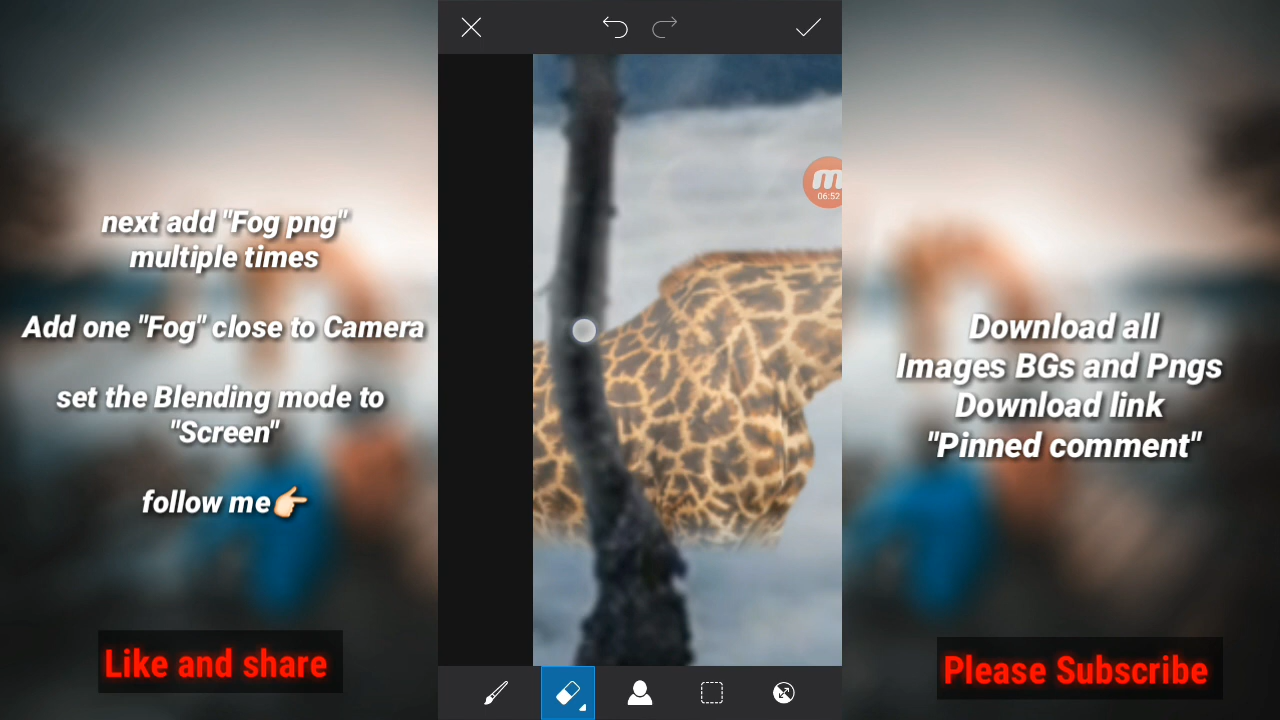 next add "Fog png"
multiple times
Add one "Fog" close to Camera
set the Blending mode to
"Screen"
follow me👉
Like and share
06:52
Download all
Images BGs and Pngs
Download link
"Pinned comment"
Please Subscribe